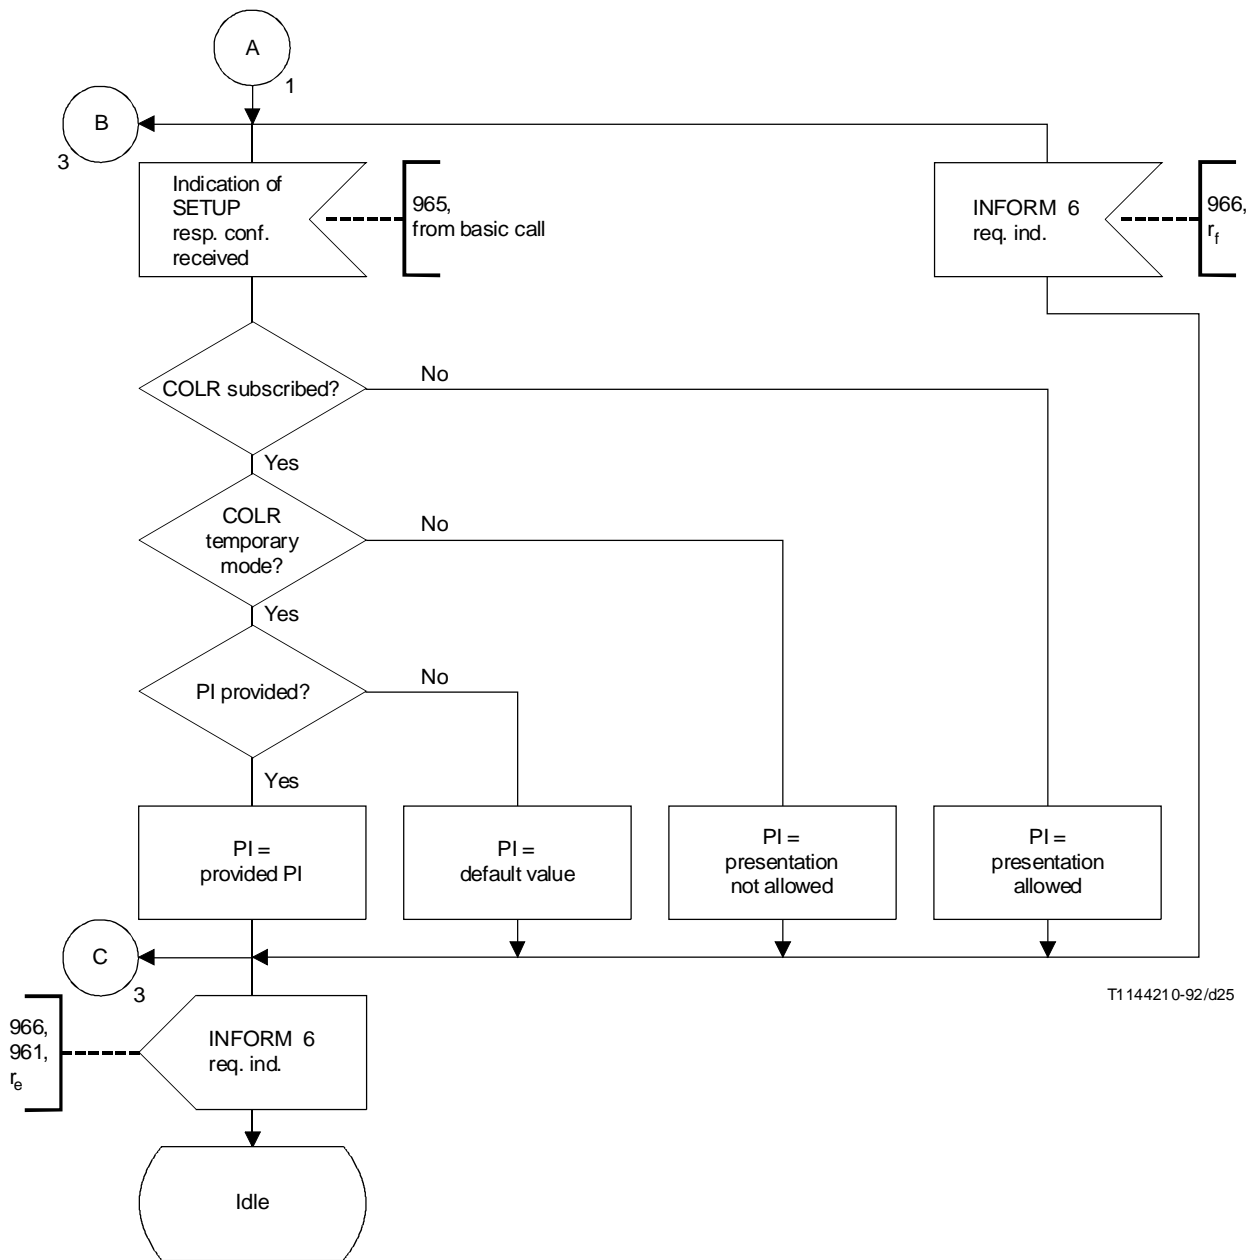 A
1
B
3
Indication of
SETUP
resp. conf.
received
965,
from basic call
INFORM 6
req. ind.
966,
rf
COLR subscribed?
No
Yes
COLR
temporary
mode?
No
Yes
PI provided?
No
Yes
PI =
provided PI
PI =
default value
PI =
presentation
not allowed
PI =
presentation
allowed
C
3
T1144210-92/d25
966,
961,
re
INFORM 6
req. ind.
Idle